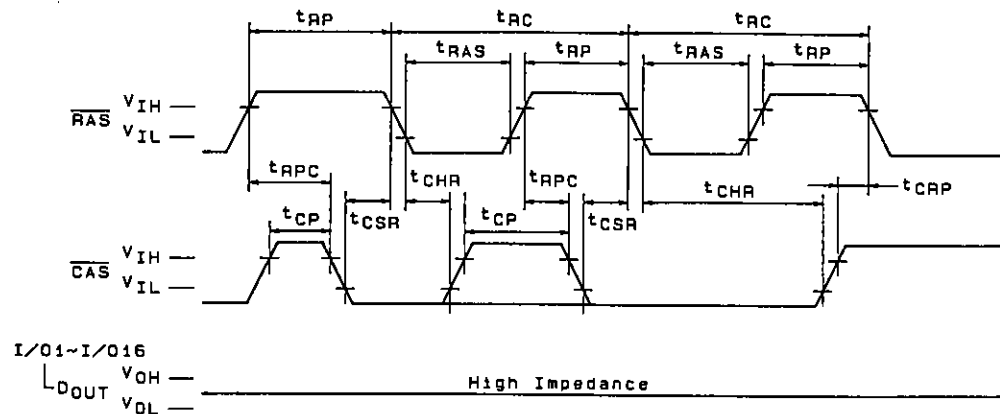 tRP tRC tRC
tRAS tRP tRAS tRP
RAS VIH
VIL
tRPC tCHR tRPC tCHR tCRP
tCP tCSR tCP tCSR
CAS VIH
VIL
I/O1~I/O16
DOUT VOH High Impedance
VOL